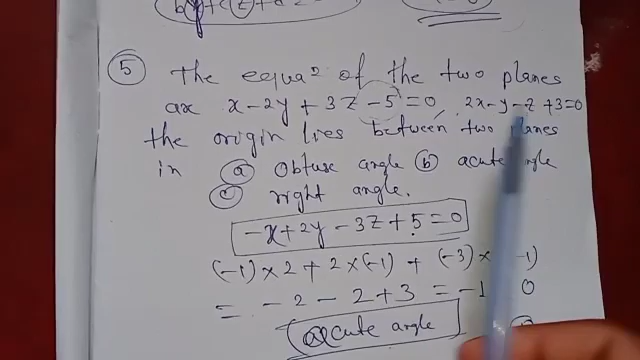 5 The equaⁿ of the two planes
are x - 2y + 3z - 5 = 0, 2x - y - z + 3 = 0
the origin lies between two planes
in (a) obtuse angle (b) acute angle
(c) right angle.
-x + 2y - 3z + 5 = 0
(-1) × 2 + 2 × (-1) + (-3) × -1)
= -2 - 2 + 3 = -1 0
acute angle